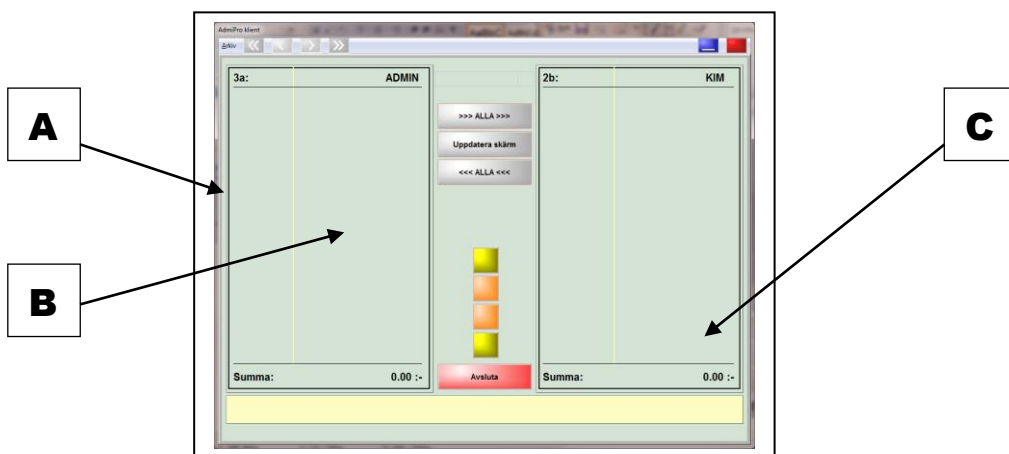 AdmiPro klient
Arkiv
3a: ADMIN
2b: KIM
>>> ALLA >>>
Uppdatera skärm
<<< ALLA <<<
A
B
C
Summa: 0.00 :-
Avsluta
Summa: 0.00 :-